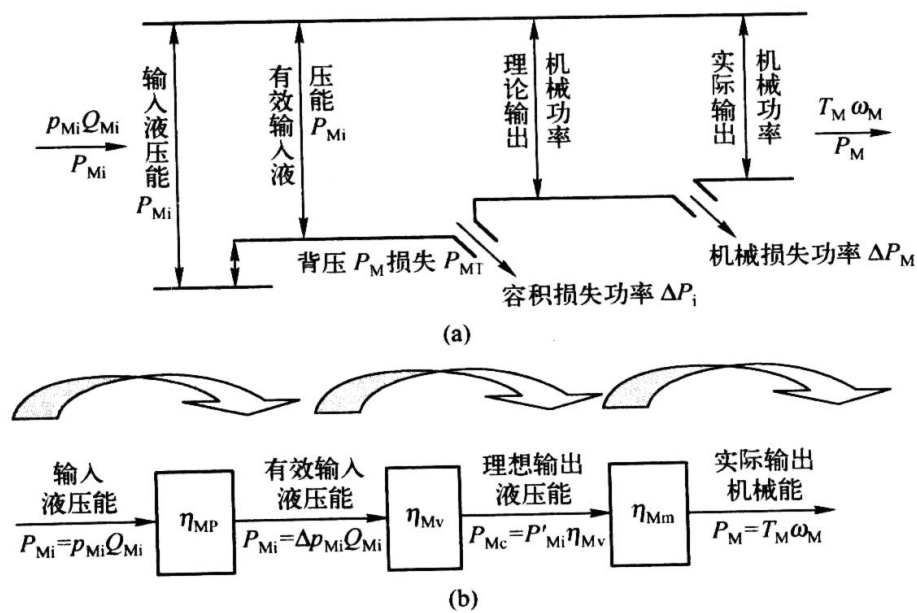 p_Mi Q_Mi
P_Mi
输入液压能 P_Mi
有效输入液
压能 P_Mi
理论输出
机械功率
实际输出
机械功率
T_M ω_M
P_M
背压 P_M 损失 P_MT
容积损失功率 ΔP_i
机械损失功率 ΔP_M
(a)
输入
液压能
P_Mi=p_Mi Q_Mi
η_MP
有效输入
液压能
P_Mi=Δp_Mi Q_Mi
η_Mv
理想输出
液压能
P_Mc=P'_Mi η_Mv
η_Mm
实际输出
机械能
P_M=T_M ω_M
(b)